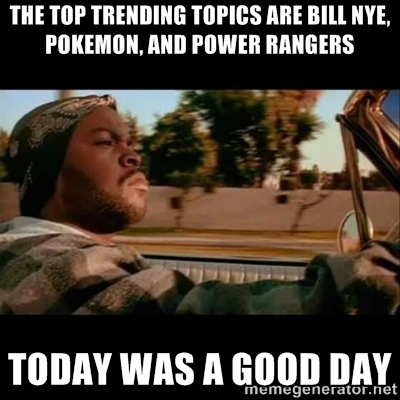 THE TOP TRENDING TOPICS ARE BILL NYE,
POKEMON, AND POWER RANGERS
TODAY WAS A GOOD DAY
memegenerator.net